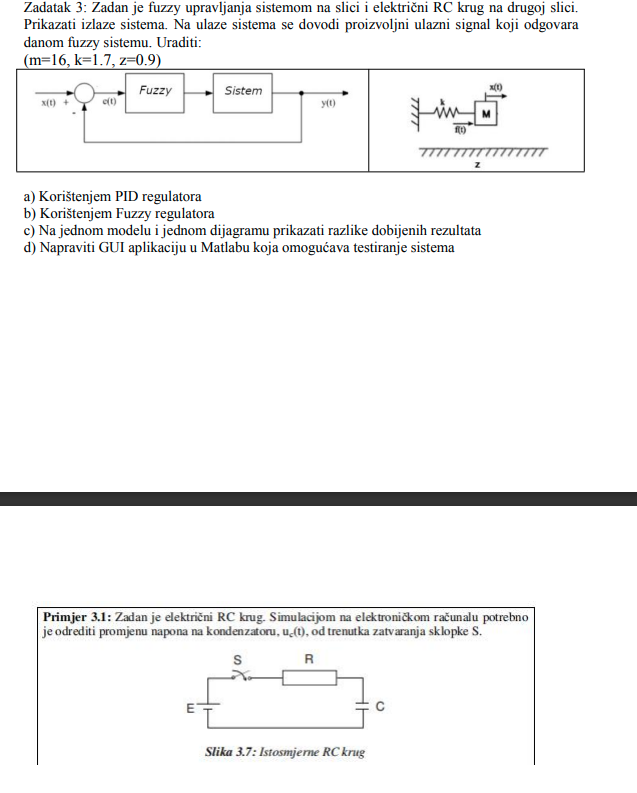 Zadatak 3: Zadan je fuzzy upravljanja sistemom na slici i električni RC krug na drugoj slici.
Prikazati izlaze sistema. Na ulaze sistema se dovodi proizvoljni ulazni signal koji odgovara
danom fuzzy sistemu. Uraditi:
(m=16, k=1.7, z=0.9)
x(t) + - e(t) Fuzzy Sistem y(t)
k f(t) M x(t) z
a) Korištenjem PID regulatora
b) Korištenjem Fuzzy regulatora
c) Na jednom modelu i jednom dijagramu prikazati razlike dobijenih rezultata
d) Napraviti GUI aplikaciju u Matlabu koja omogućava testiranje sistema
Primjer 3.1: Zadan je električni RC krug. Simulacijom na elektroničkom računalu potrebno
je odrediti promjenu napona na kondenzatoru, uc(t), od trenutka zatvaranja sklopke S.
S R
E C
Slika 3.7: Istosmjerne RC krug